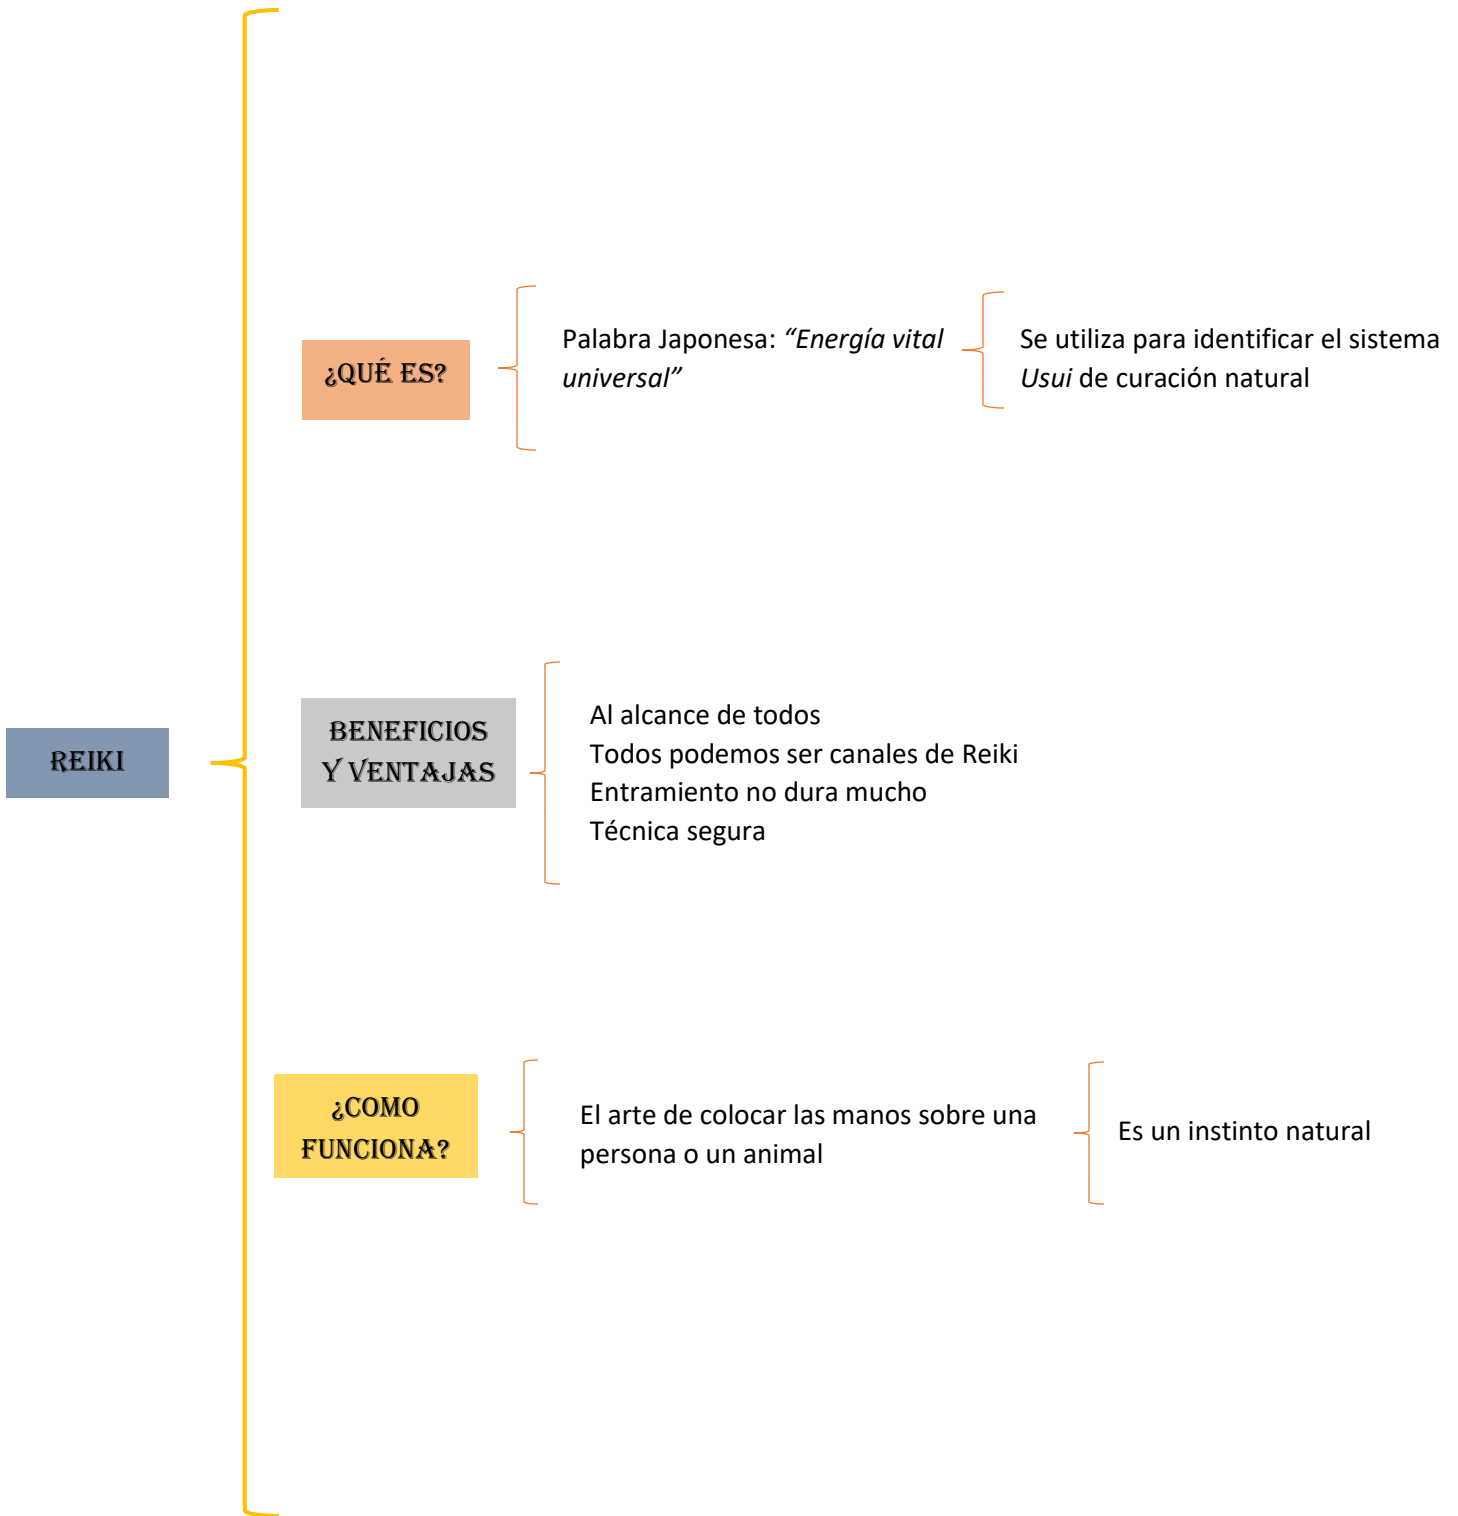 REIKI
¿QUÉ ES?
Palabra Japonesa: “Energía vital
universal”
Se utiliza para identificar el sistema
Usui de curación natural
BENEFICIOS
Y VENTAJAS
Al alcance de todos
Todos podemos ser canales de Reiki
Entramiento no dura mucho
Técnica segura
¿COMO
FUNCIONA?
El arte de colocar las manos sobre una
persona o un animal
Es un instinto natural